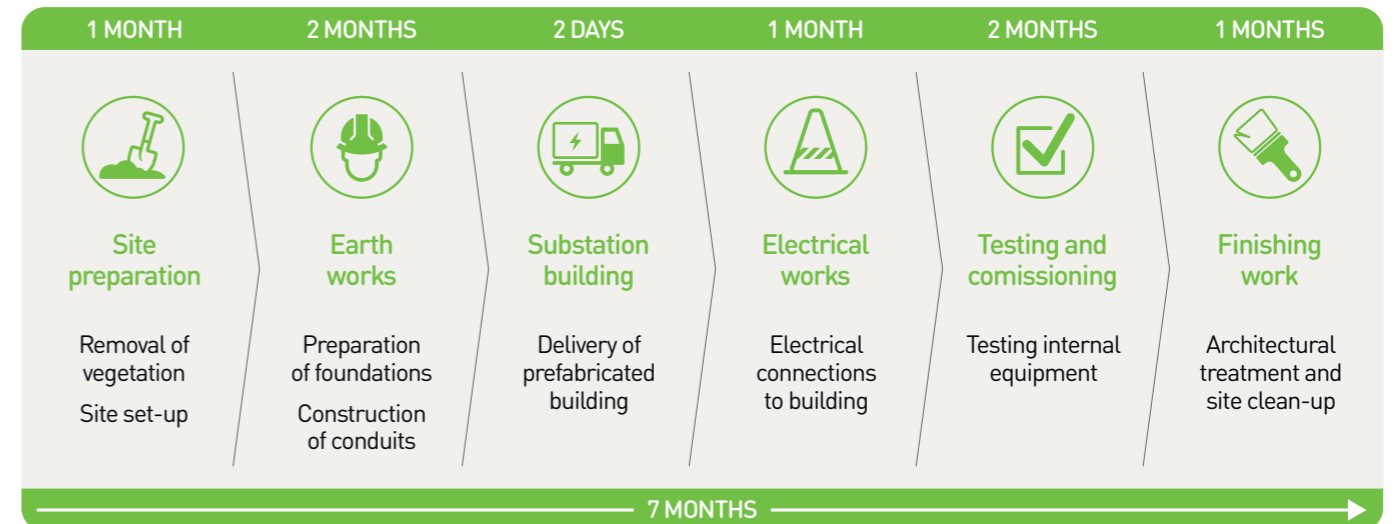 1 MONTH
2 MONTHS
2 DAYS
1 MONTH
2 MONTHS
1 MONTHS
Site
preparation
Removal of
vegetation
Site set-up
Earth
works
Preparation
of foundations
Construction
of conduits
Substation
building
Delivery of
prefabricated
building
Electrical
works
Electrical
connections
to building
Testing and
comissioning
Testing internal
equipment
Finishing
work
Architectural
treatment and
site clean-up
7 MONTHS